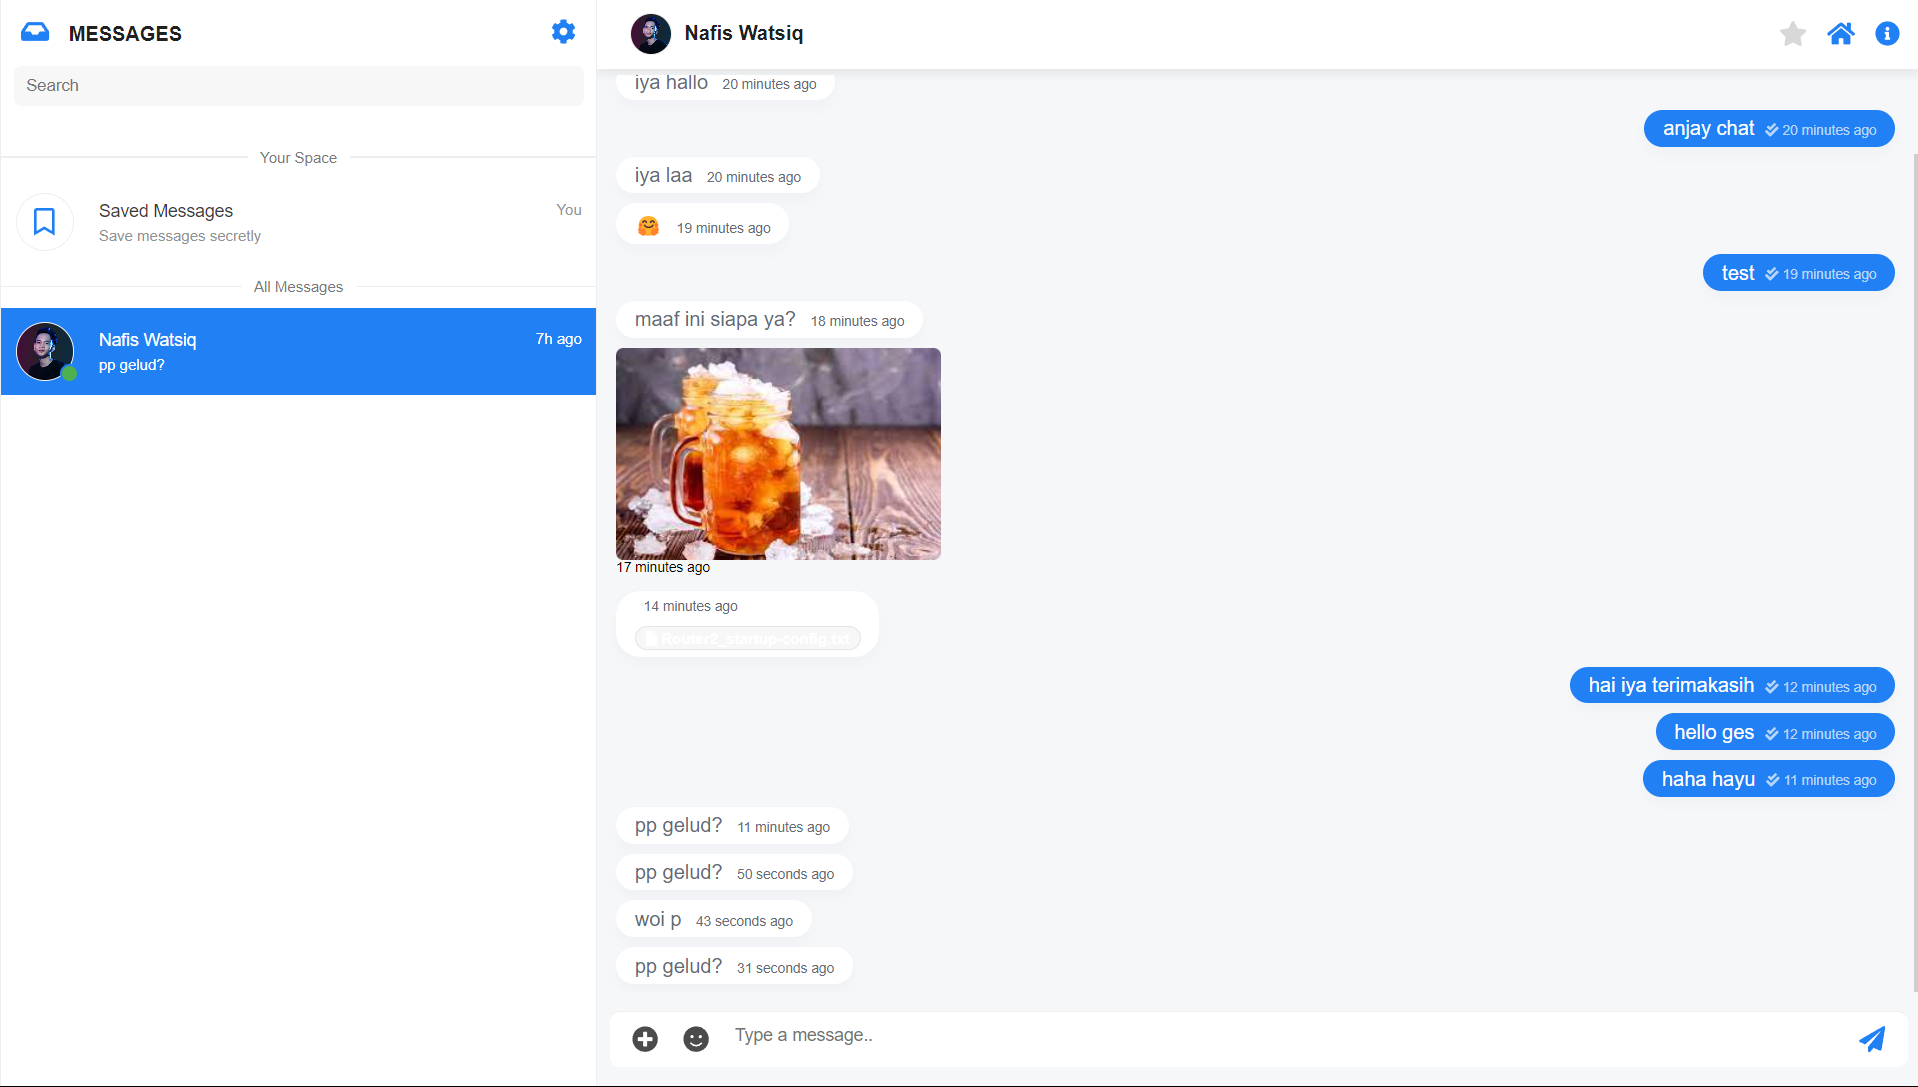 MESSAGES
Search
Your Space
Saved Messages
You
Save messages secretly
All Messages
Nafis Watsiq
7h ago
pp gelud?
Nafis Watsiq
iya hallo 20 minutes ago
anjay chat 20 minutes ago
iya laa 20 minutes ago
🤗 19 minutes ago
test 19 minutes ago
maaf ini siapa ya? 18 minutes ago
17 minutes ago
14 minutes ago
Router2_startup-config.txt
hai iya terimakasih 12 minutes ago
hello ges 12 minutes ago
haha hayu 11 minutes ago
pp gelud? 11 minutes ago
pp gelud? 50 seconds ago
woi p 43 seconds ago
pp gelud? 31 seconds ago
Type a message..